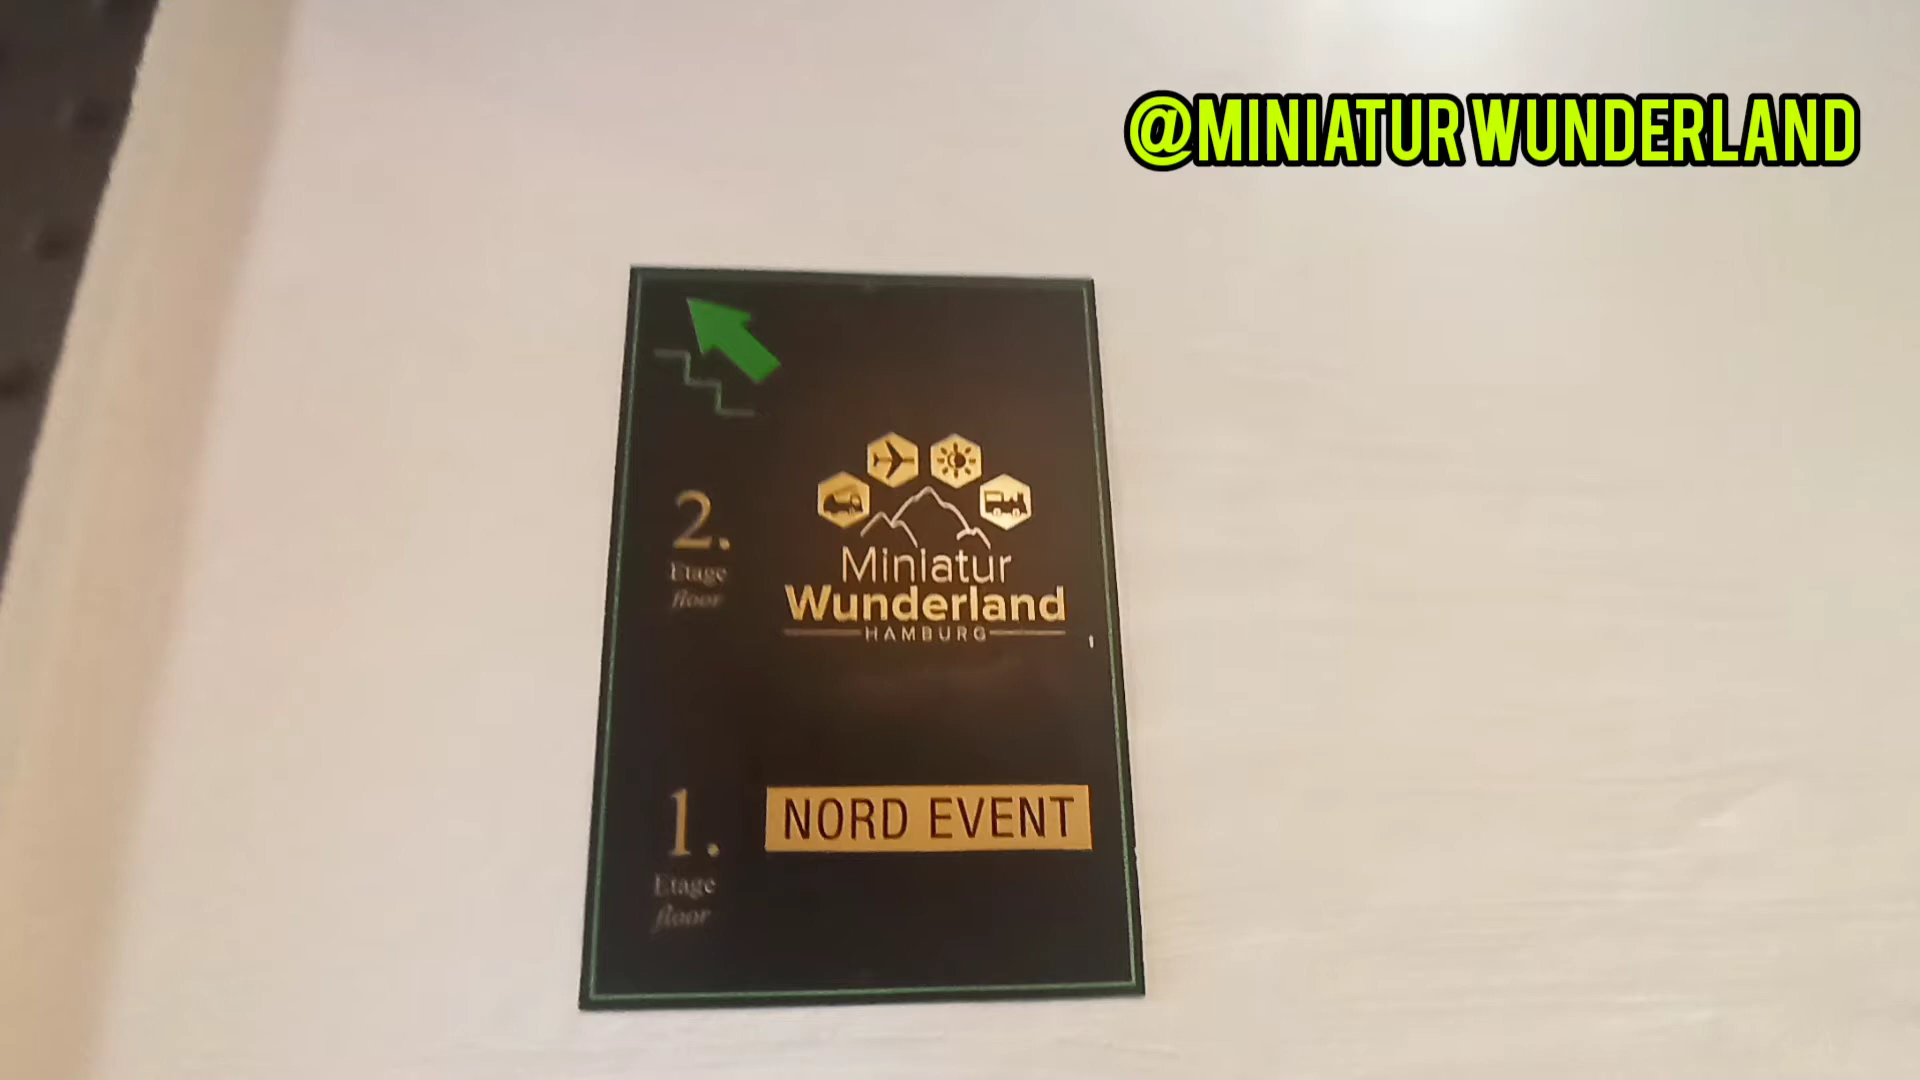 @MINIATUR WUNDERLAND
2.
Etage
floor
Miniatur
Wunderland
HAMBURG
1.
Etage
floor
NORD EVENT